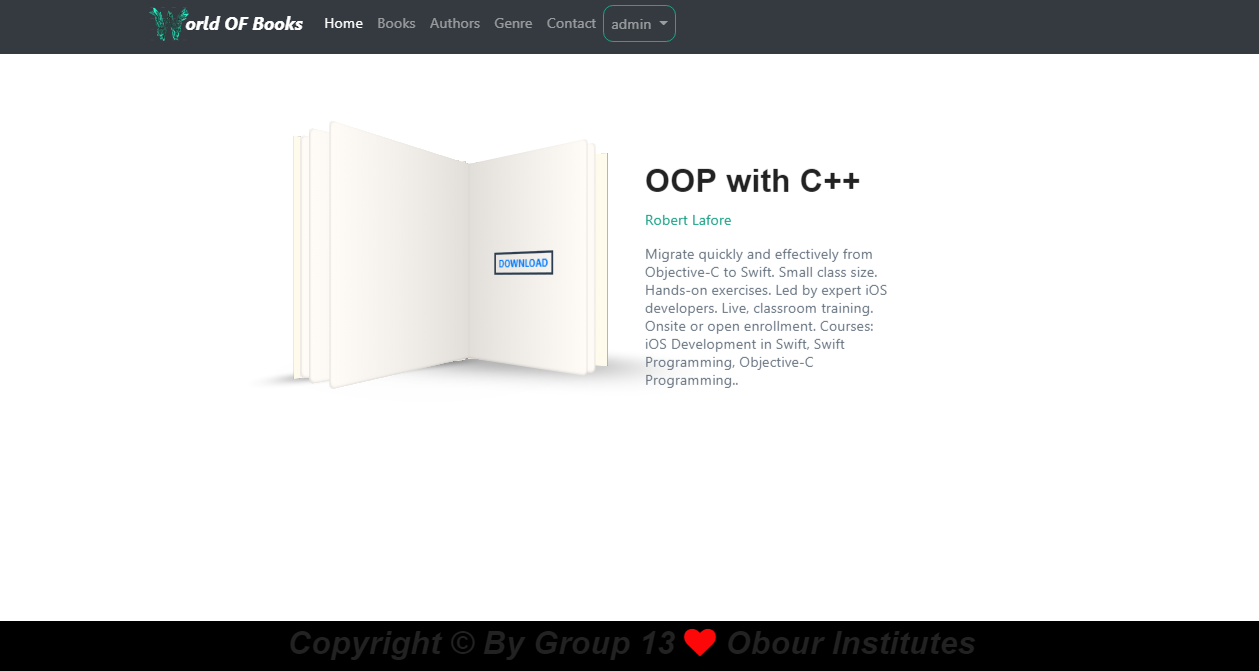 World OF Books Home Books Authors Genre Contact admin
OOP with C++
Robert Lafore
DOWNLOAD
Migrate quickly and effectively from
Objective-C to Swift. Small class size.
Hands-on exercises. Led by expert iOS
developers. Live, classroom training.
Onsite or open enrollment. Courses:
iOS Development in Swift, Swift
Programming, Objective-C
Programming..
Copyright © By Group 13 ❤ Obour Institutes